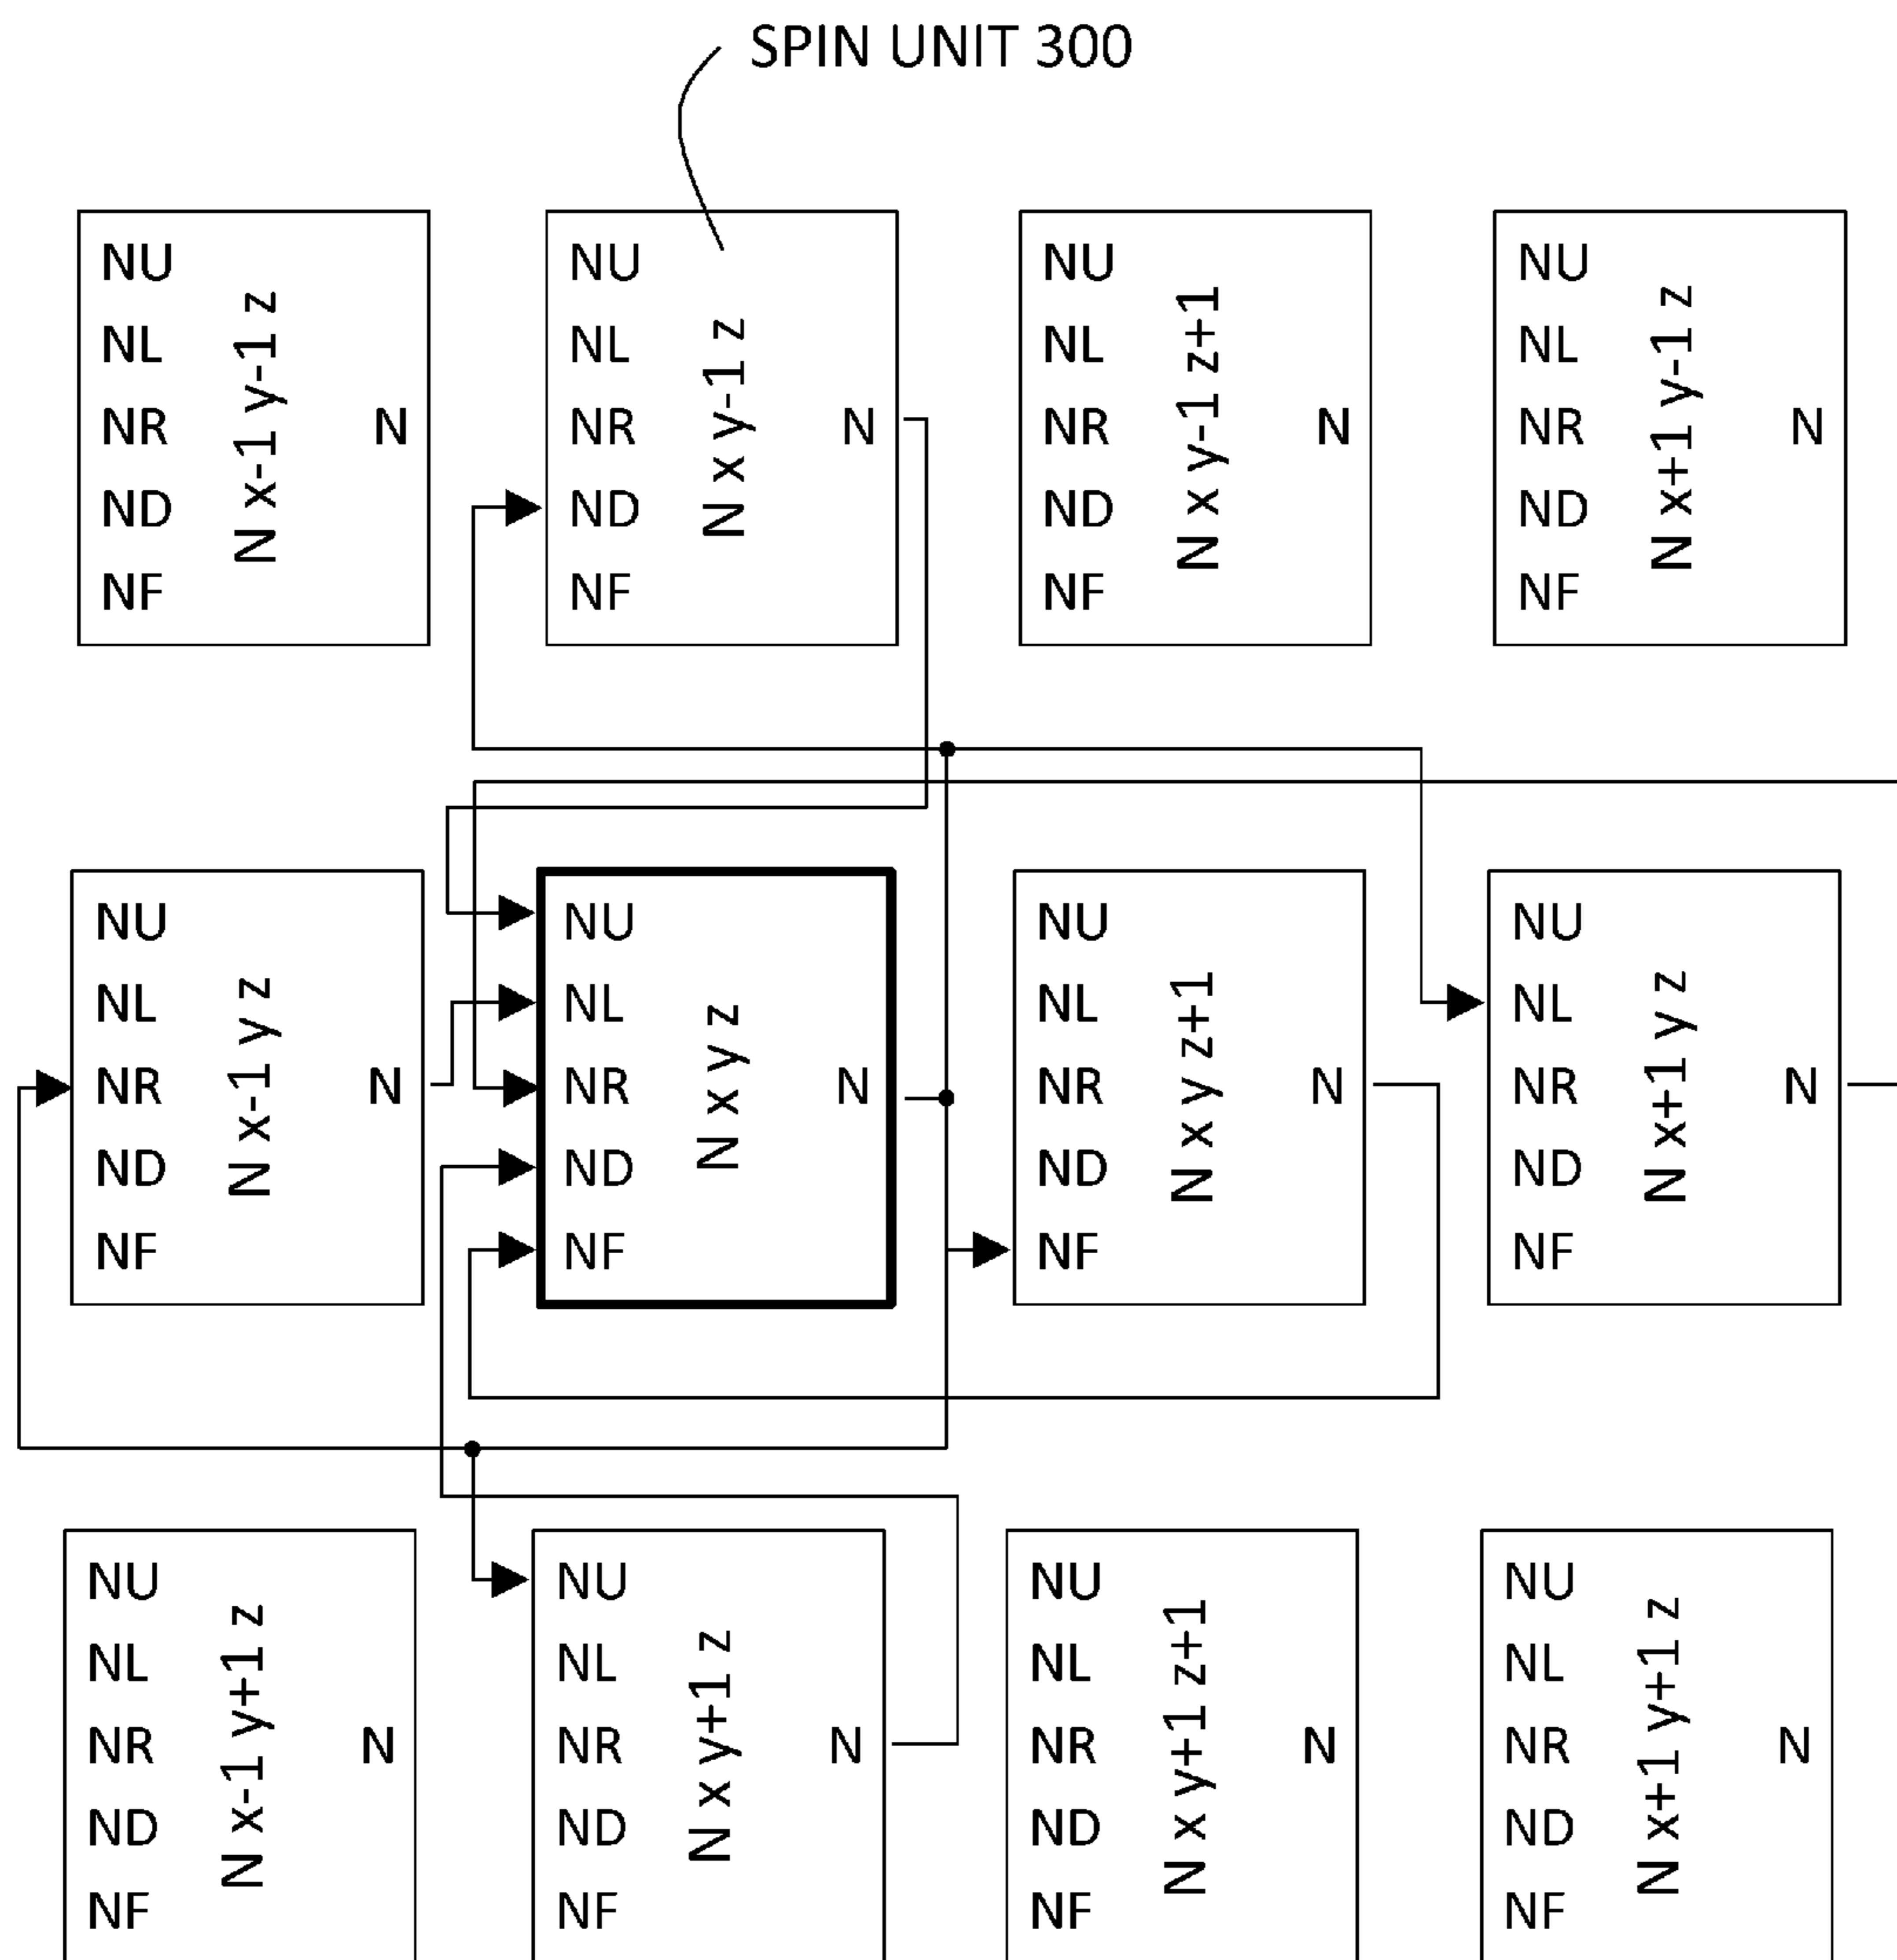 SPIN UNIT 300
NU
NL
NR
ND
NF
N x-1 y-1 z
N
NU
NL
NR
ND
NF
N x y-1 z
N
NU
NL
NR
ND
NF
N x y-1 z+1
N
NU
NL
NR
ND
NF
N x+1 y-1 z
N
NU
NL
NR
ND
NF
N x-1 y z
N
NU
NL
NR
ND
NF
N x y z
N
NU
NL
NR
ND
NF
N x y z+1
N
NU
NL
NR
ND
NF
N x+1 y z
N
NU
NL
NR
ND
NF
N x-1 y+1 z
N
NU
NL
NR
ND
NF
N x y+1 z
N
NU
NL
NR
ND
NF
N x y+1 z+1
N
NU
NL
NR
ND
NF
N x+1 y+1 z
N